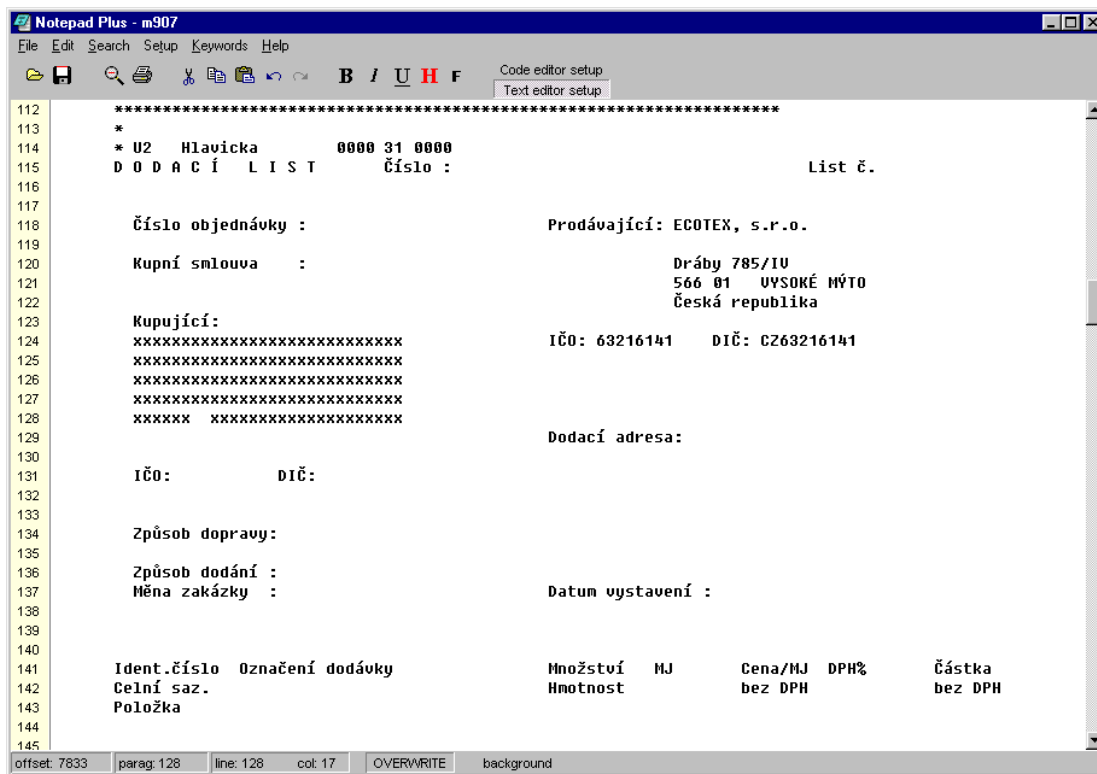 Notepad Plus - m907
File Edit Search Setup Keywords Help
B I U H F Code editor setup
Text editor setup
112 *********************************************************************
113 *
114 * U2 Hlavicka 0000 31 0000
115 D O D A C Í L I S T Číslo : List č.
116
117
118 Číslo objednávky : Prodávající: ECOTEX, s.r.o.
119
120 Kupní smlouva : Dráby 785/IV
121 566 01 VYSOKÉ MÝTO
122 Česká republika
123 Kupující:
124 xxxxxxxxxxxxxxxxxxxxxxxxxxxx IČO: 63216141 DIČ: CZ63216141
125 xxxxxxxxxxxxxxxxxxxxxxxxxxxx
126 xxxxxxxxxxxxxxxxxxxxxxxxxxxx
127 xxxxxxxxxxxxxxxxxxxxxxxxxxxx
128 xxxxxx xxxxxxxxxxxxxxxxxxxx
129 Dodací adresa:
130
131 IČO: DIČ:
132
133
134 Způsob dopravy:
135
136 Způsob dodání :
137 Měna zakázky : Datum vystavení :
138
139
140
141 Ident.číslo Označení dodávky Množství MJ Cena/MJ DPH% Částka
142 Celní saz. Hmotnost bez DPH bez DPH
143 Položka
144
145
offset: 7833 parag: 128 line: 128 col: 17 OVERWRITE background